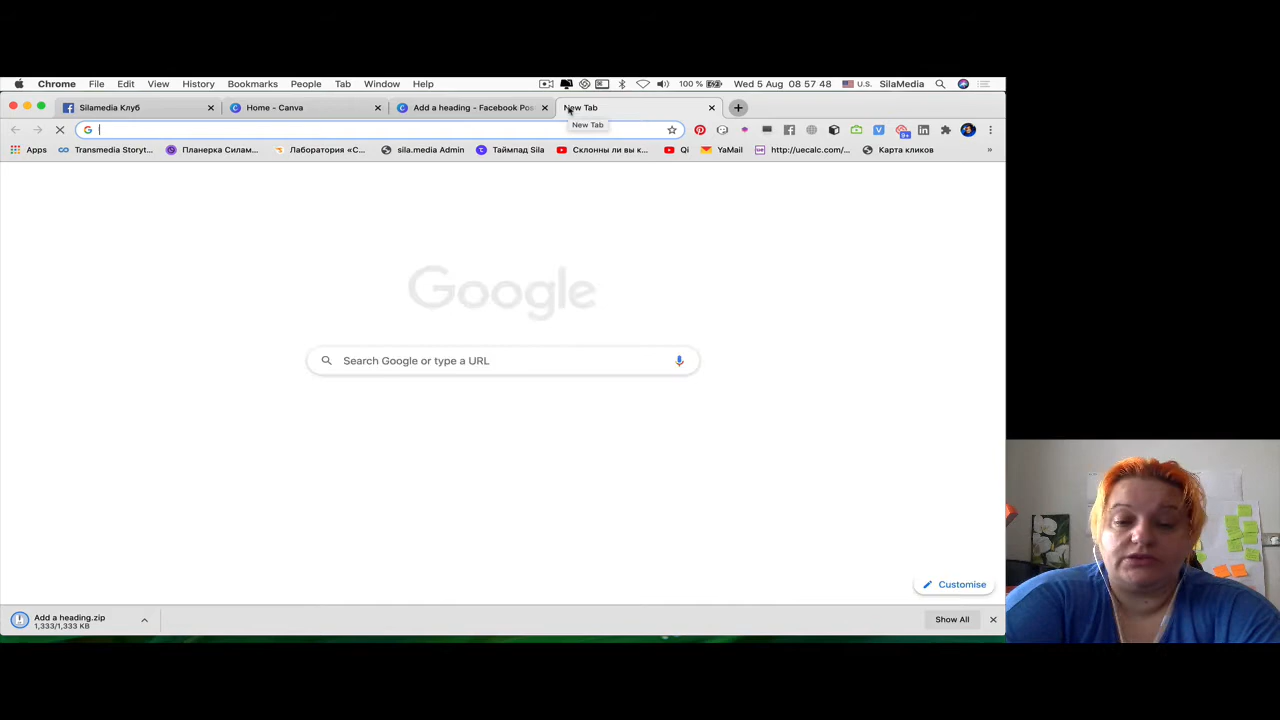 Chrome File Edit View History Bookmarks People Tab Window Help 100 % Wed 5 Aug 08 57 48 U.S. SilaMedia
Silamedia Клуб Home - Canva Add a heading - Facebook Pos New Tab
New Tab
Apps Transmedia Storyt... Планерка Силам... Лаборатория «С... sila.media Admin Таймпад Sila Склонны ли вы к... Qi YaMail http://uecalc.com/... Карта кликов »
Google
Search Google or type a URL
Customise
Add a heading.zip
1,333/1,333 KB
Show All